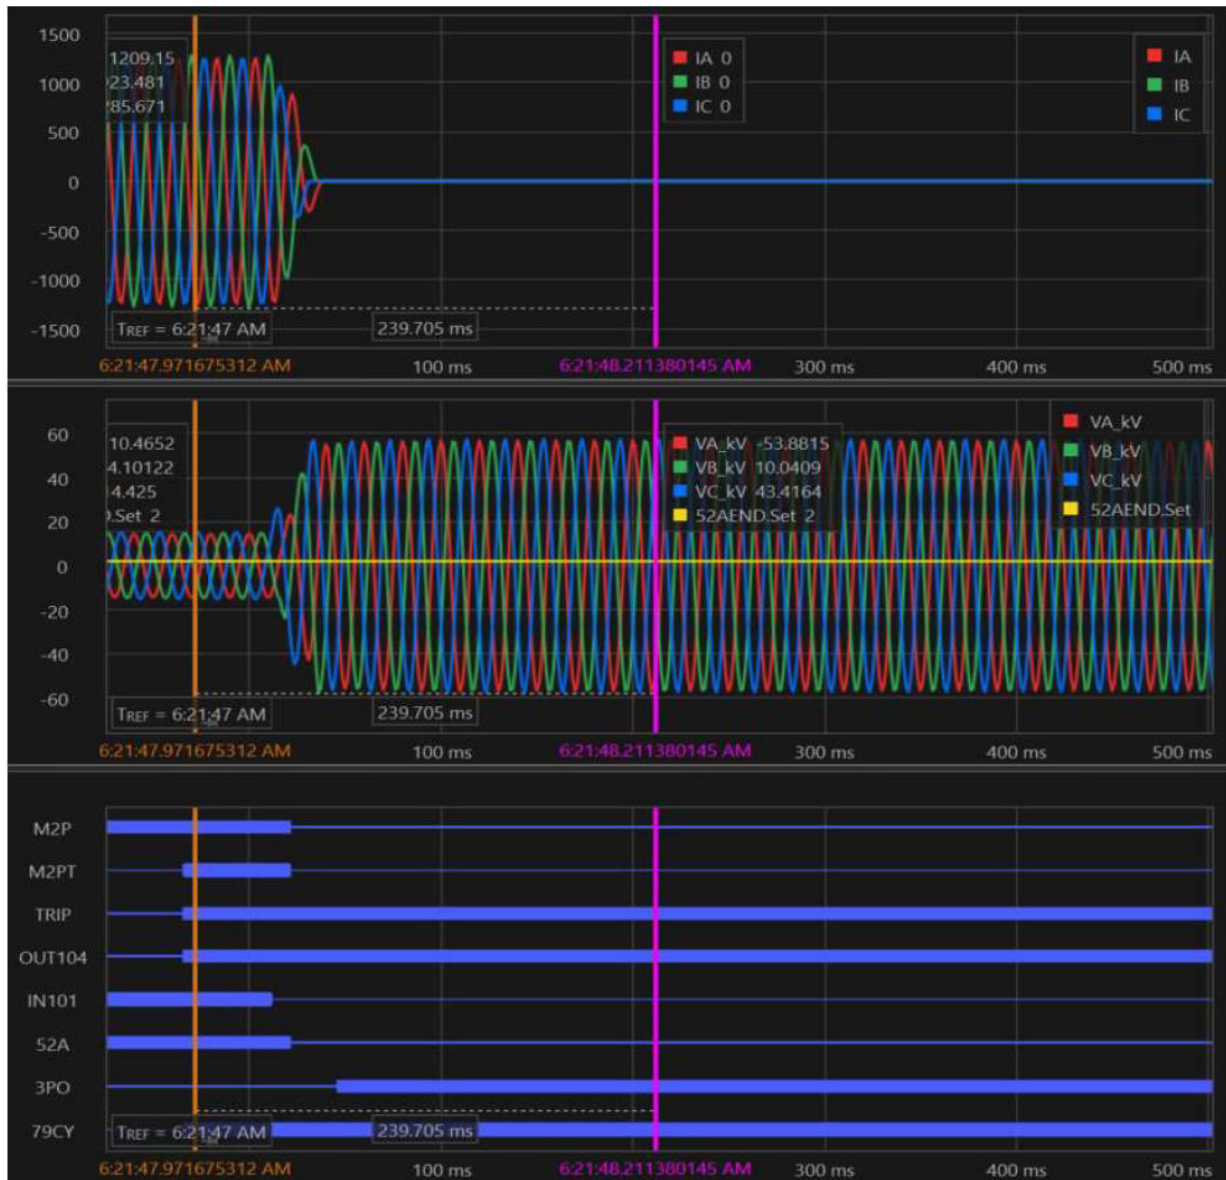 1500
1000
500
0
-500
-1000
-1500
1209.15
23.481
85.671
IA 0
IB 0
IC 0
IA
IB
IC
TREF = 6:21:47 AM
239.705 ms
6:21:47.971675312 AM
100 ms
6:21:48.211380145 AM
300 ms
400 ms
500 ms
60
40
20
0
-20
-40
-60
10.4652
4.10122
4.425
.Set 2
VA_kV -53.8815
VB_kV 10.0409
VC_kV 43.4164
52AEND.Set 2
VA_kV
VB_kV
VC_kV
52AEND.Set
TREF = 6:21:47 AM
239.705 ms
6:21:47.971675312 AM
100 ms
6:21:48.211380145 AM
300 ms
400 ms
500 ms
M2P
M2PT
TRIP
OUT104
IN101
52A
3PO
79CY
TREF = 6:21:47 AM
239.705 ms
6:21:47.971675312 AM
100 ms
6:21:48.211380145 AM
300 ms
400 ms
500 ms